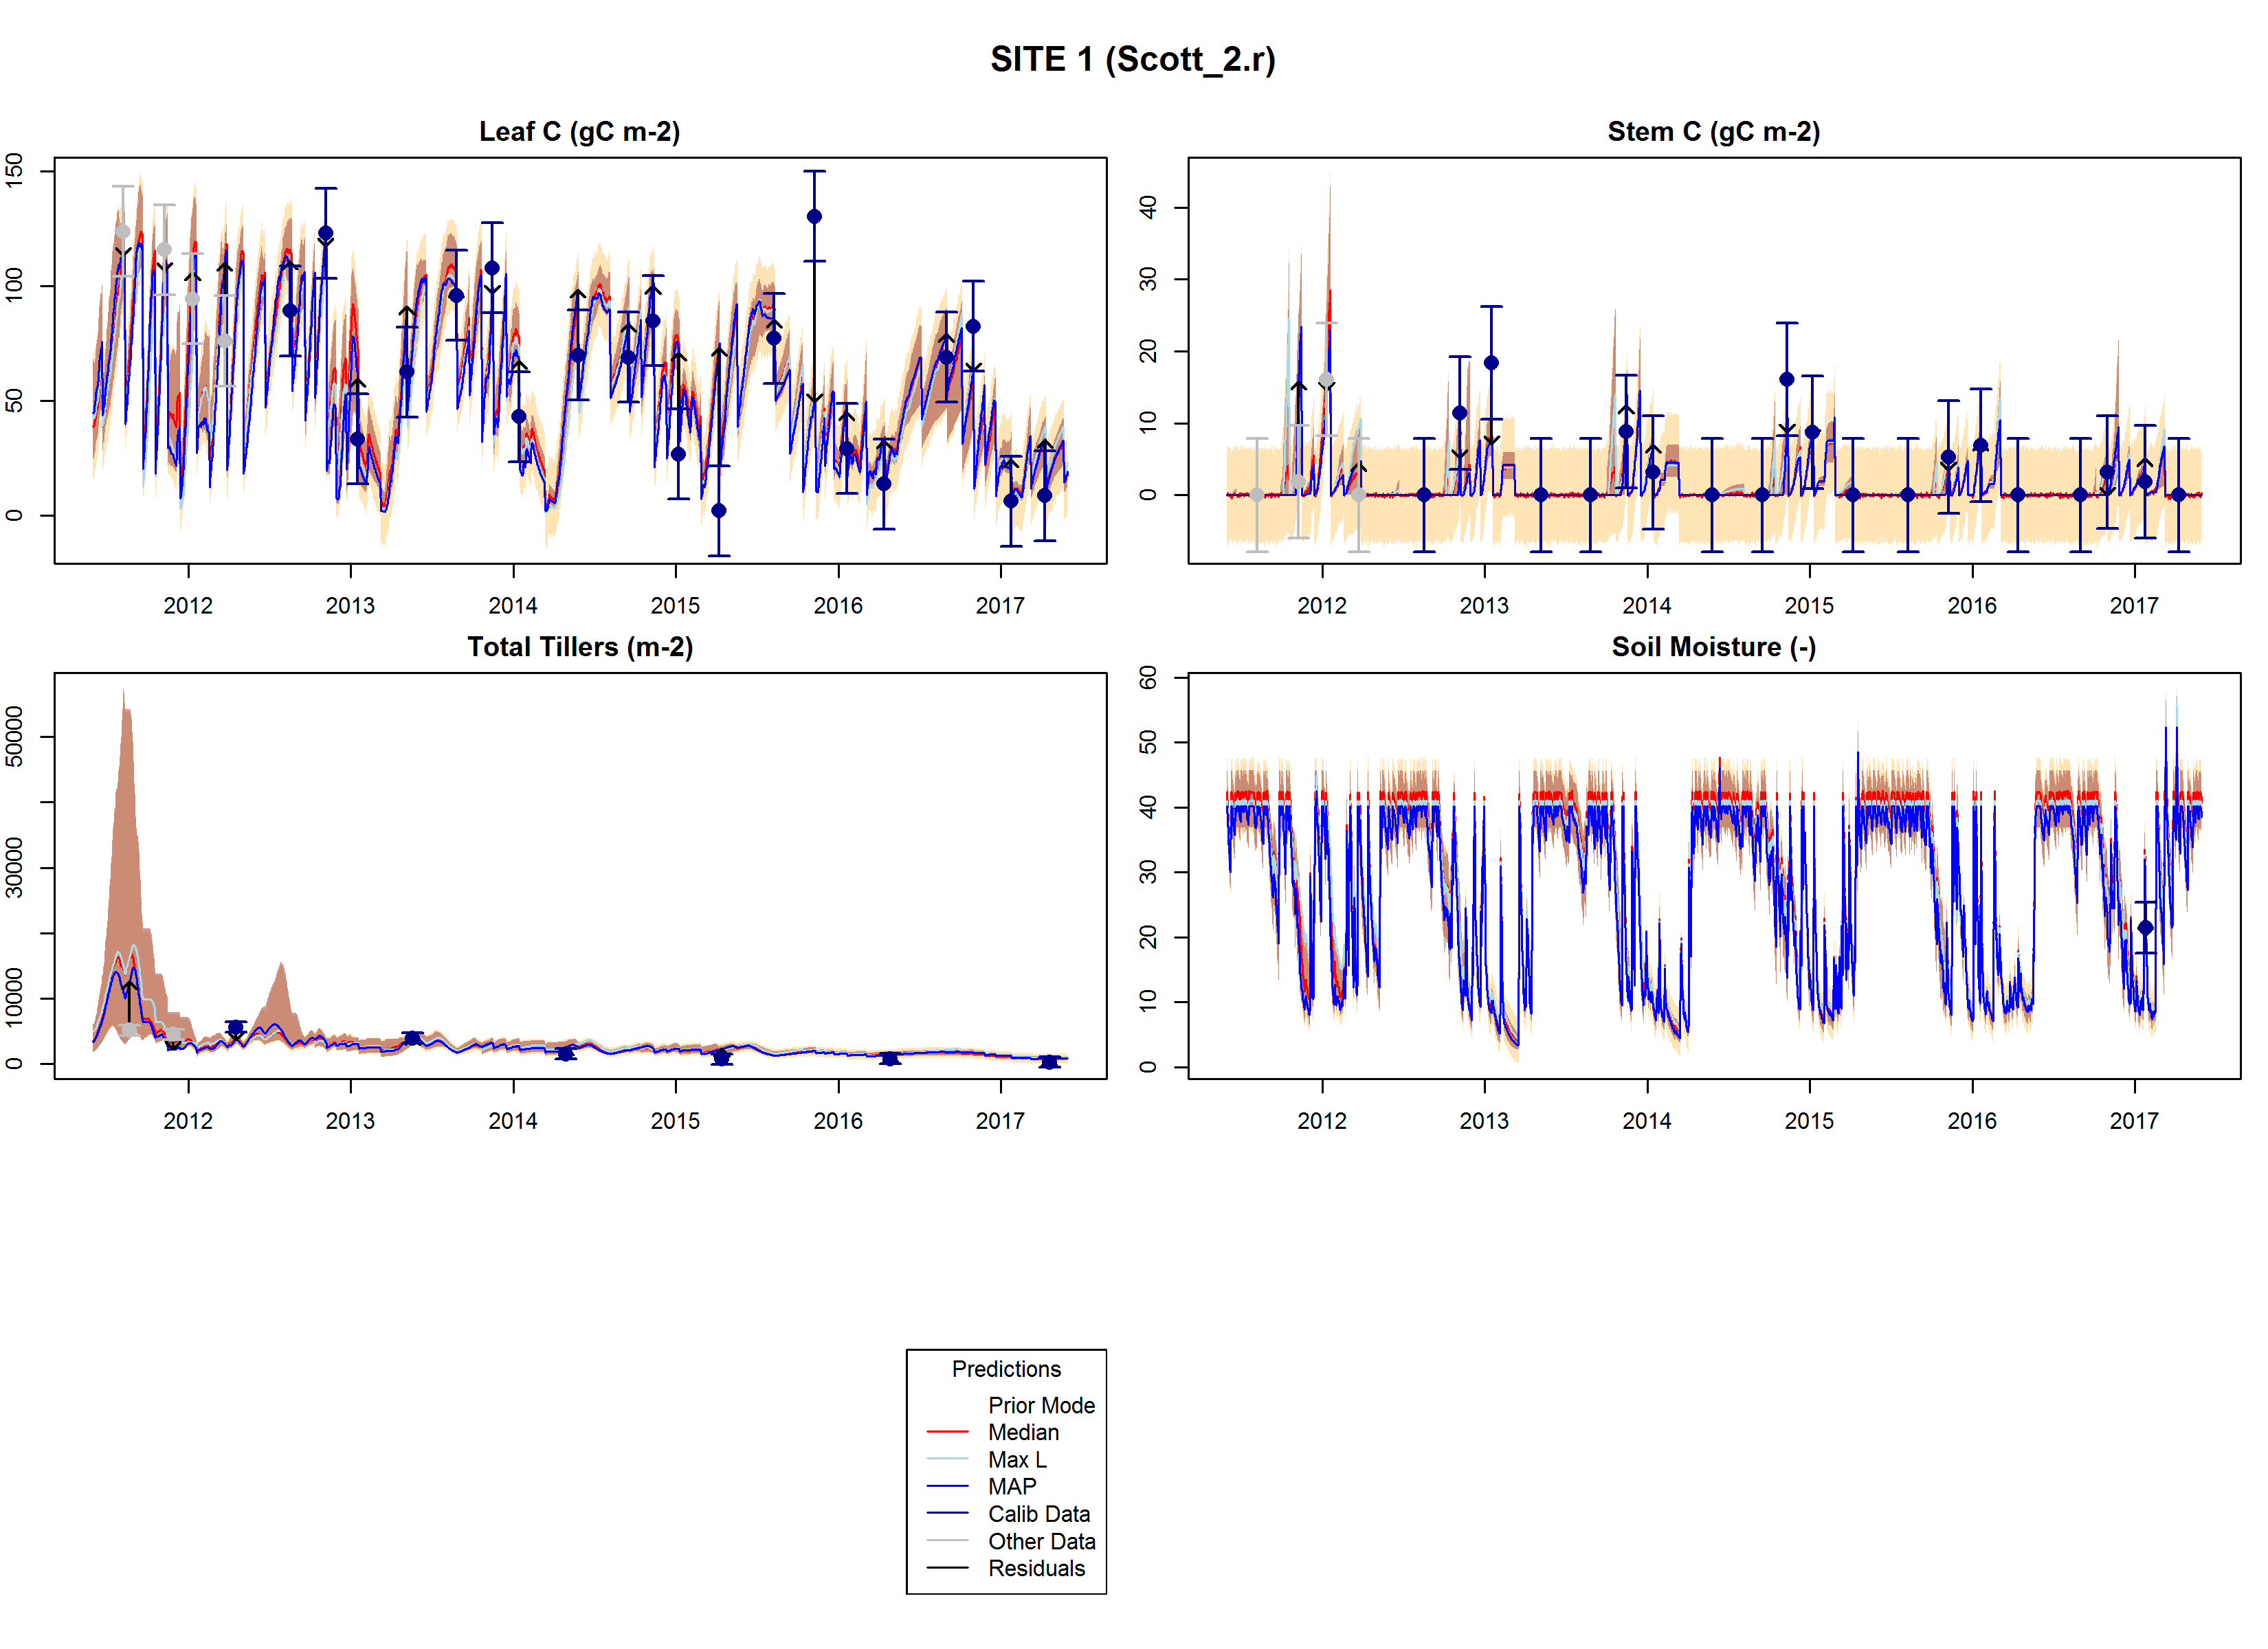 SITE 1 (Scott_2.r)
Leaf C (gC m-2)
0 50 100 150
2012 2013 2014 2015 2016 2017
Stem C (gC m-2)
0 10 20 30 40
2012 2013 2014 2015 2016 2017
Total Tillers (m-2)
0 10000 30000 50000
2012 2013 2014 2015 2016 2017
Soil Moisture (-)
0 10 20 30 40 50 60
2012 2013 2014 2015 2016 2017
Predictions
Prior Mode
Median
Max L
MAP
Calib Data
Other Data
Residuals